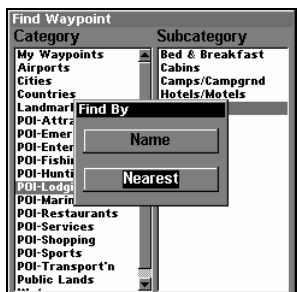 Find Waypoint
Category
Subcategory
My Waypoints
Airports
Cities
Countries
Landmar
POI-Attra
POI-Emer
POI-Enter
POI-Fishi
POI-Hunti
POI-Lodgi
POI-Marin
POI-Restaurants
POI-Services
POI-Shopping
POI-Sports
POI-Transport'n
Public Lands
Bed & Breakfast
Cabins
Camps/Campgrnd
Hotels/Motels
Find By
Name
Nearest